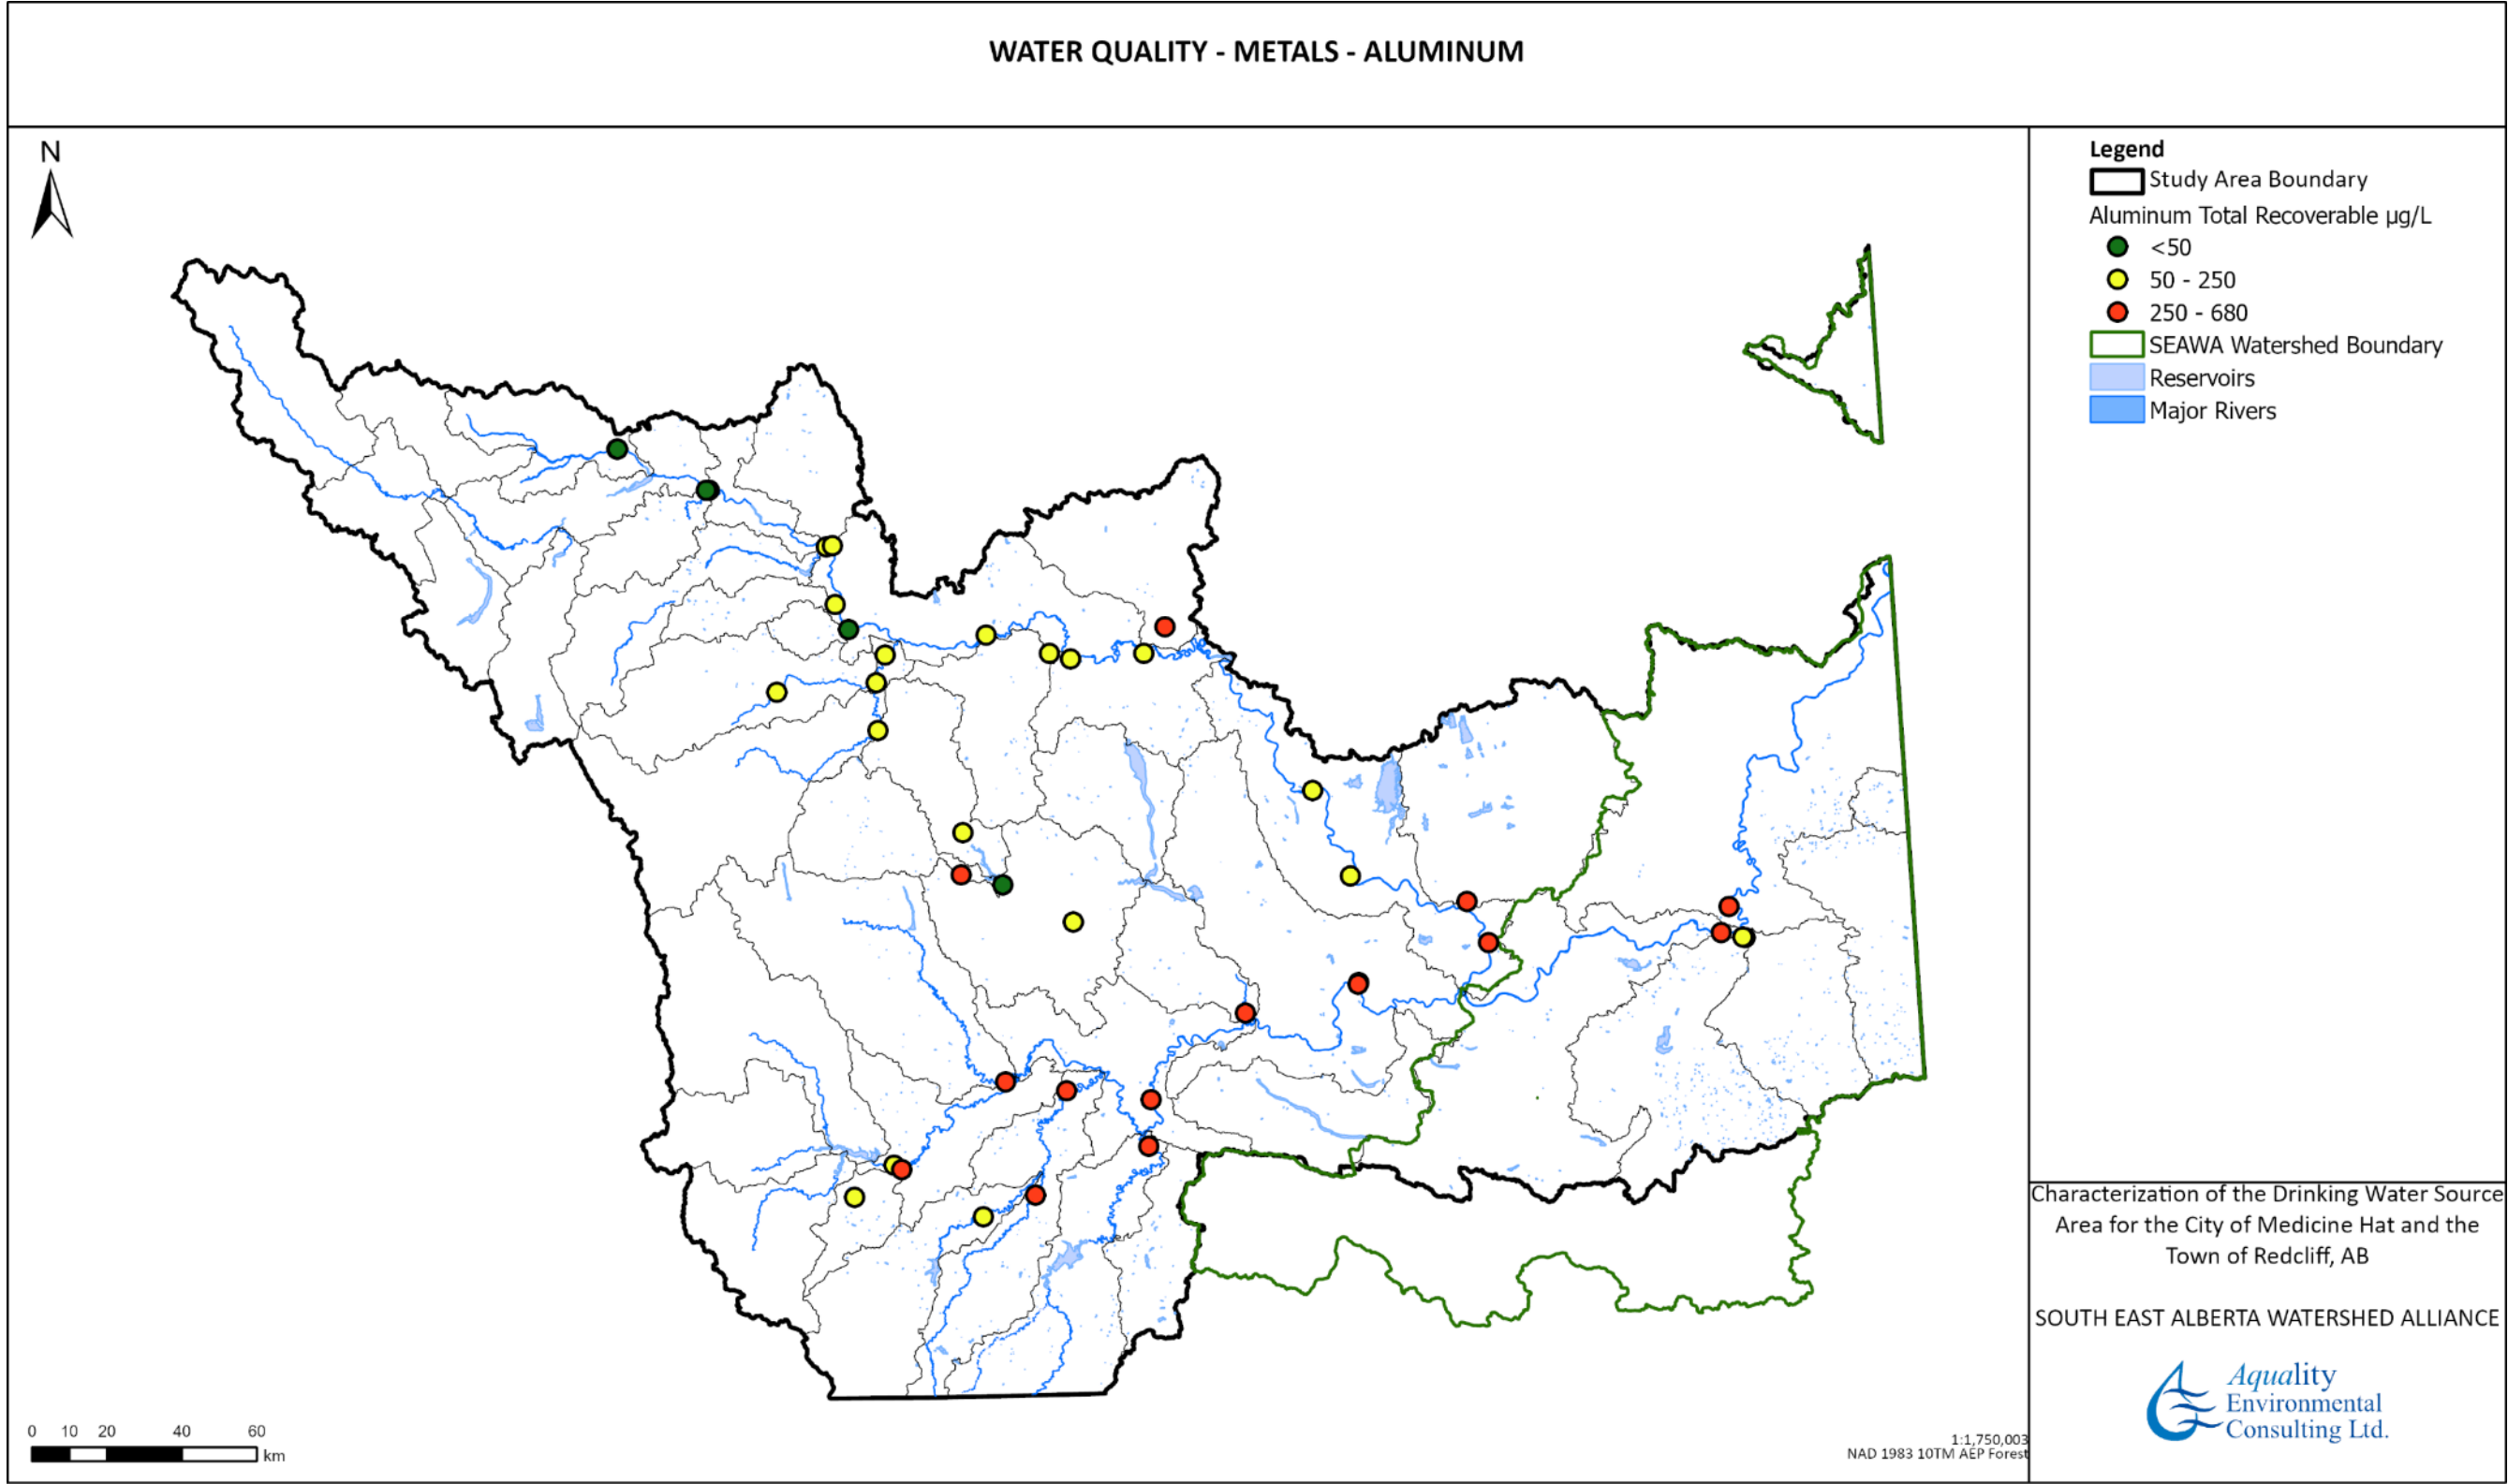 WATER QUALITY - METALS - ALUMINUM
N
Legend
Study Area Boundary
Aluminum Total Recoverable µg/L
<50
50 - 250
250 - 680
SEAWA Watershed Boundary
Reservoirs
Major Rivers
0 10 20 40 60
km
1:1,750,003
NAD 1983 10TM AEP Forest
Characterization of the Drinking Water Source
Area for the City of Medicine Hat and the
Town of Redcliff, AB
SOUTH EAST ALBERTA WATERSHED ALLIANCE
Aquality
Environmental
Consulting Ltd.